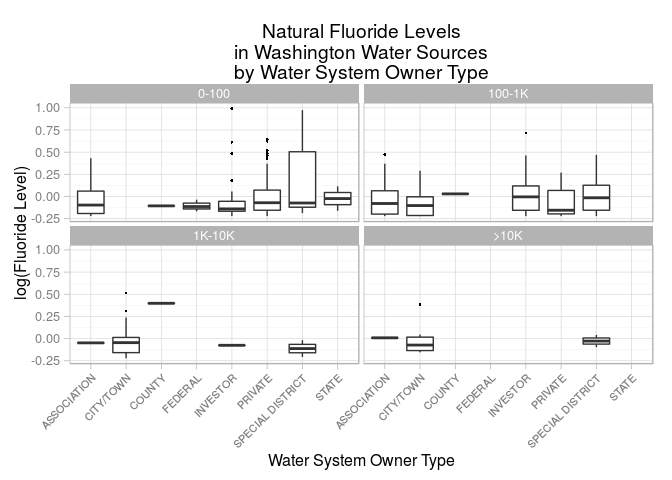 Natural Fluoride Levels
in Washington Water Sources
by Water System Owner Type
0-100
100-1K
1.00
0.75
0.50
0.25
0.00
-0.25
1K-10K
>10K
1.00
0.75
0.50
0.25
0.00
-0.25
log(Fluoride Level)
ASSOCIATION
CITY/TOWN
COUNTY
FEDERAL
INVESTOR
PRIVATE
SPECIAL DISTRICT
STATE
ASSOCIATION
CITY/TOWN
COUNTY
FEDERAL
INVESTOR
PRIVATE
SPECIAL DISTRICT
STATE
Water System Owner Type